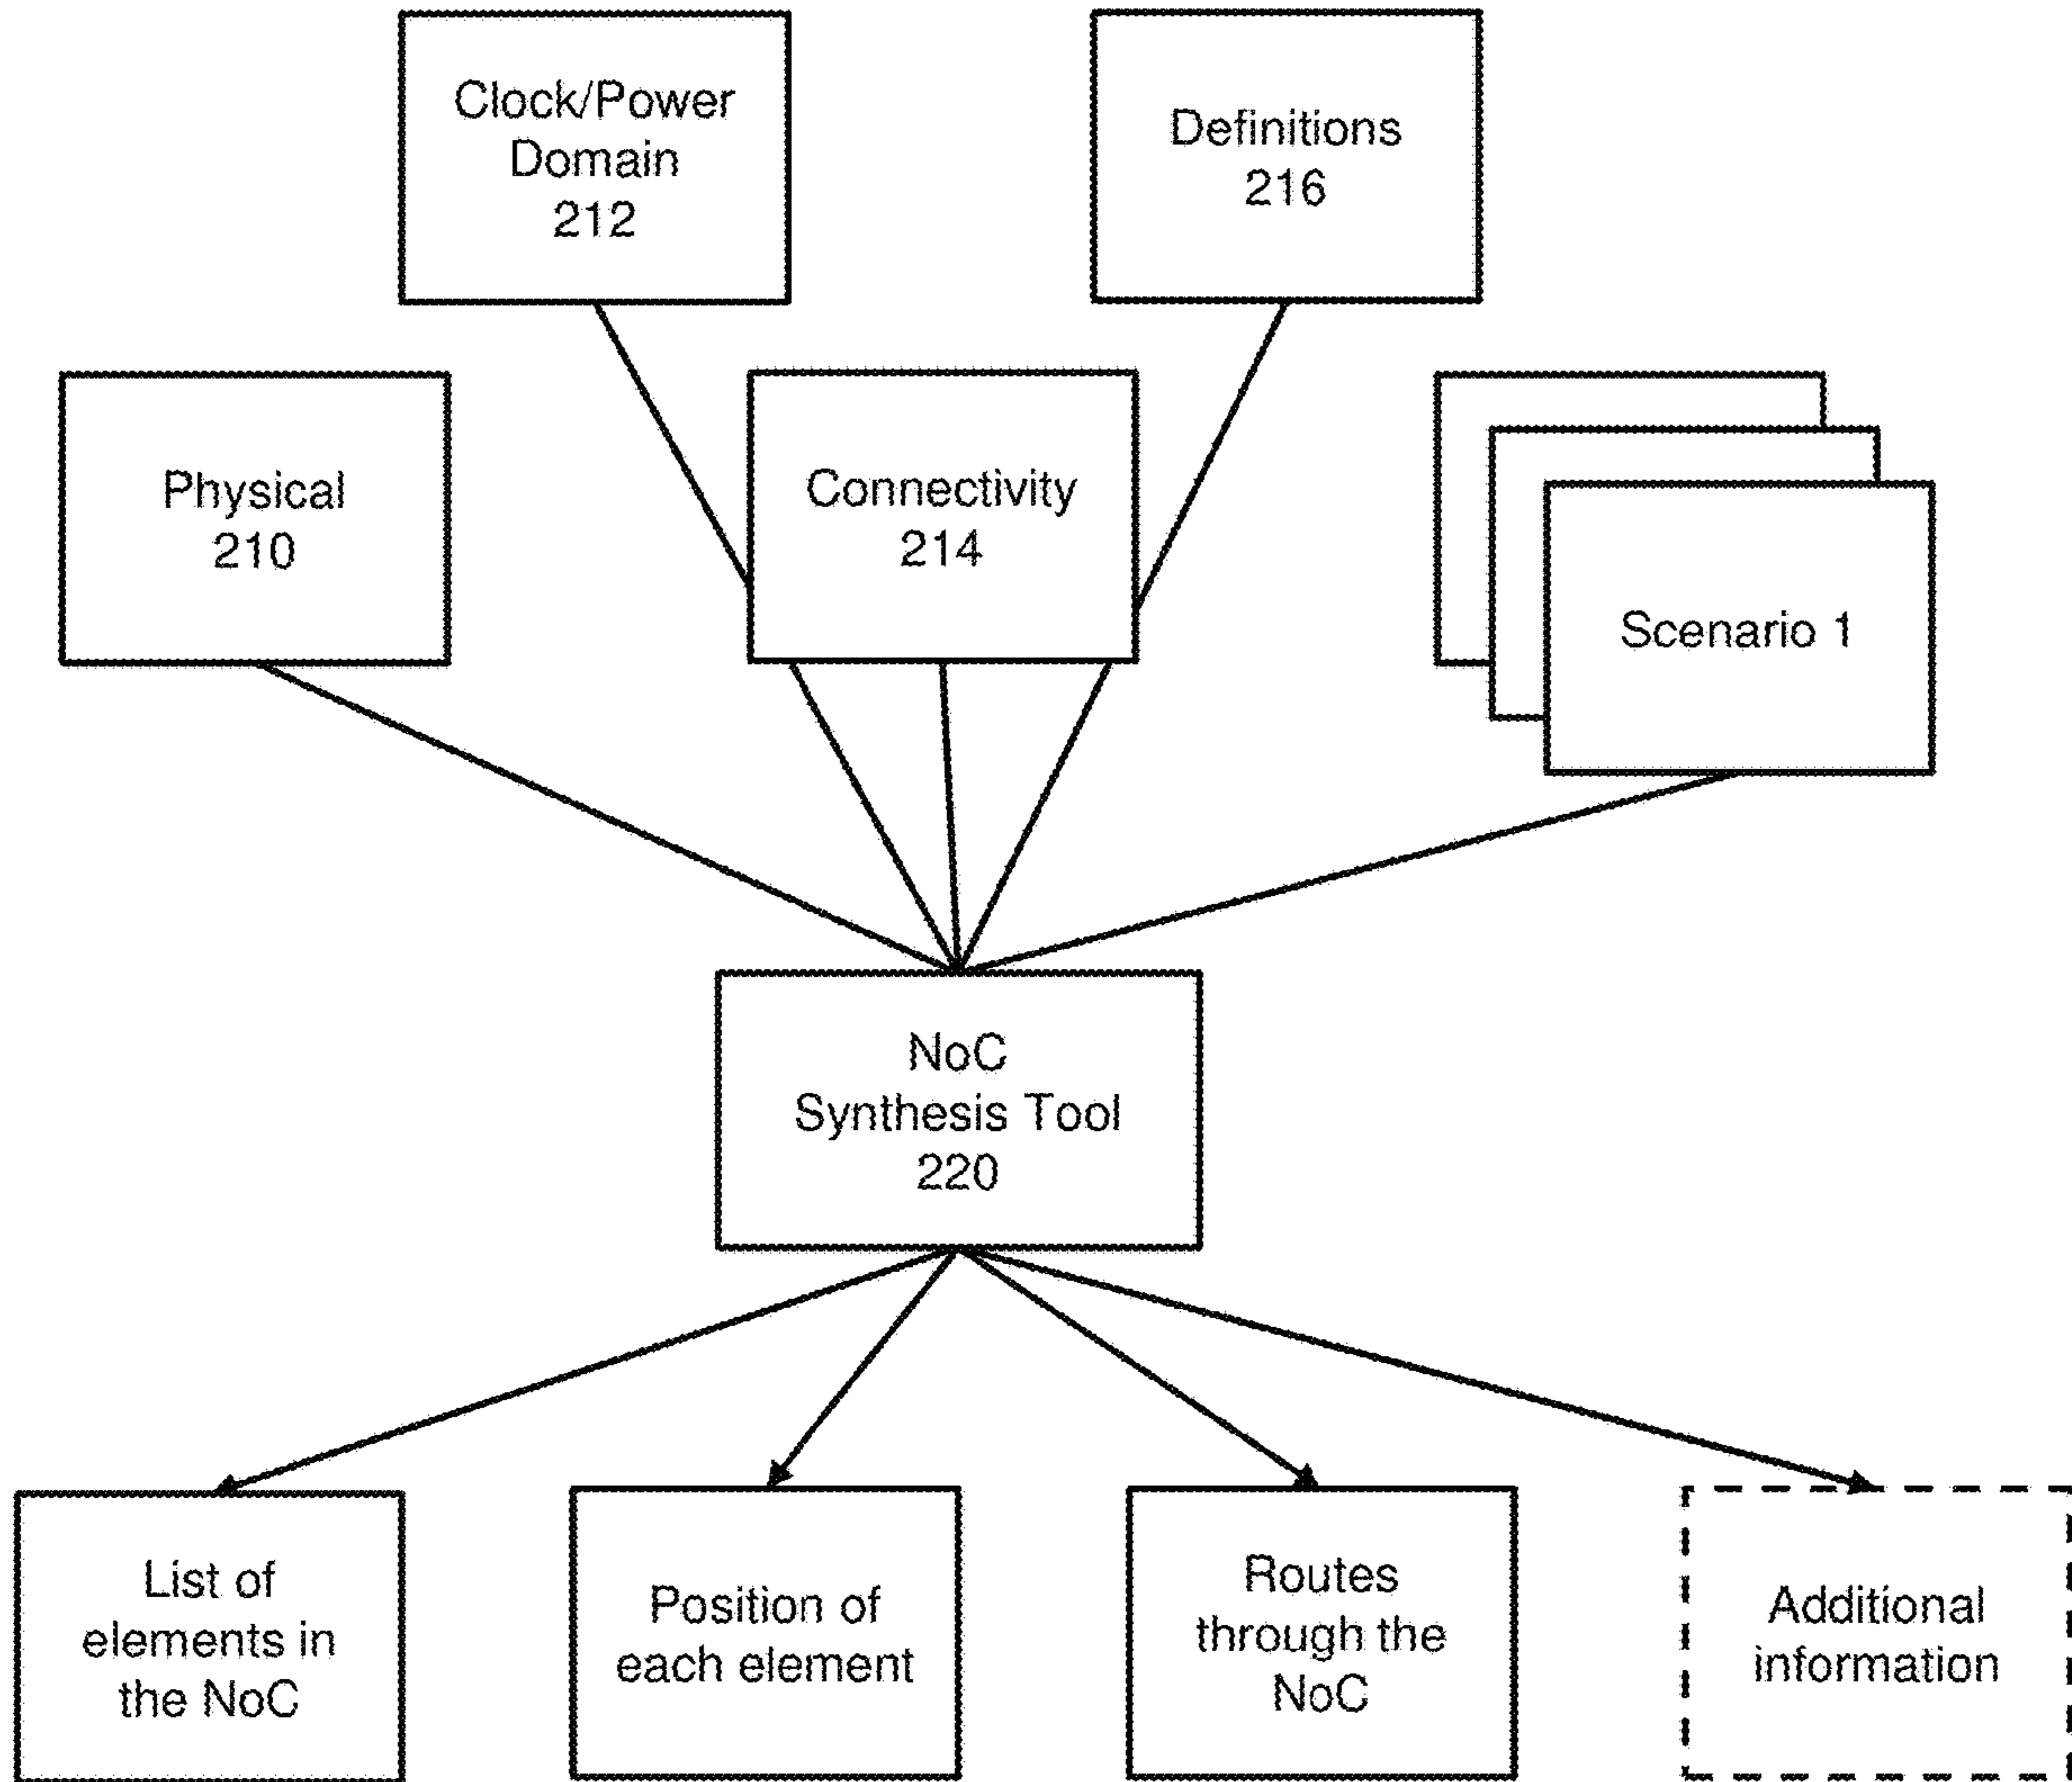 Clock/Power
Domain
212
Definitions
216
Physical
210
Connectivity
214
Scenario 1
NoC
Synthesis Tool
220
List of
elements in
the NoC
Position of
each element
Routes
through the
NoC
Additional
information